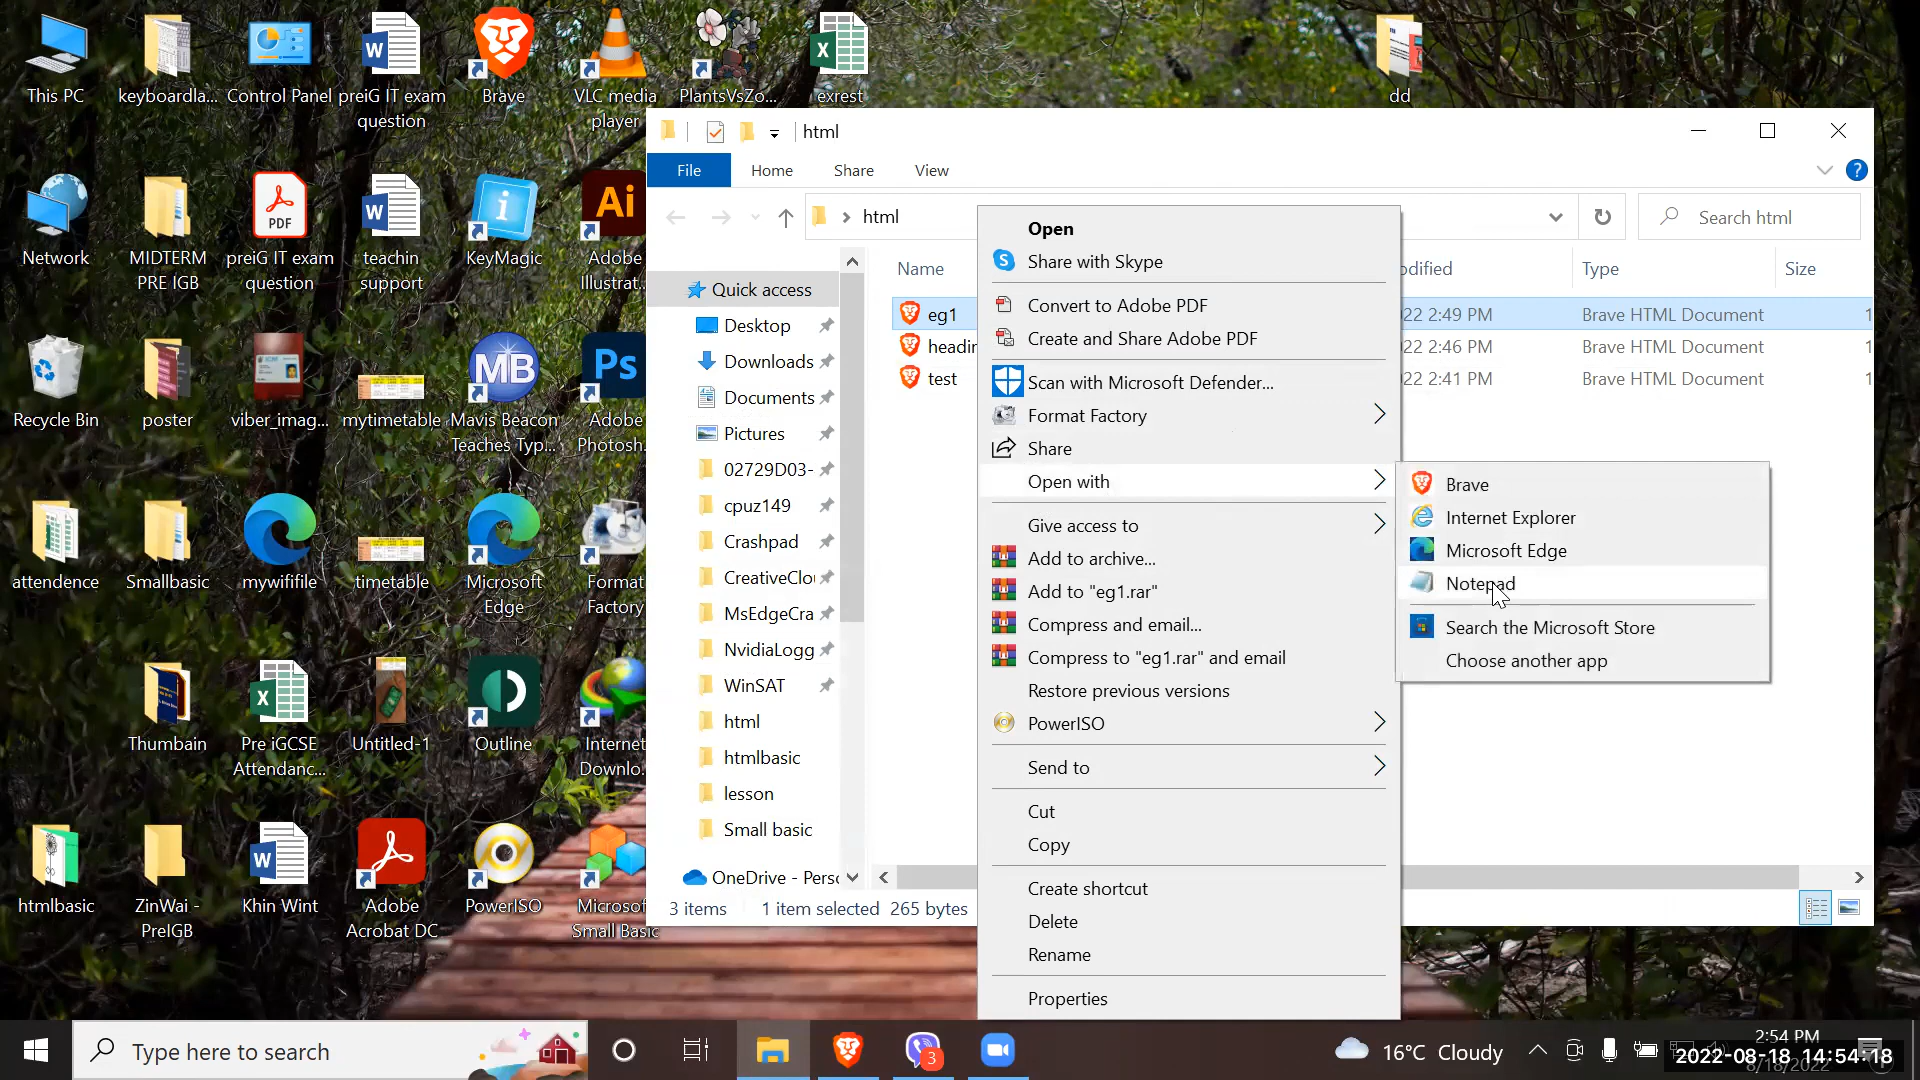 This PC
keyboardla...
Control Panel
preiG IT exam
question
Brave
VLC media
player
PlantsVsZo...
exrest
dd
Network
MIDTERM
PRE IGB
preiG IT exam
question
teachin
support
KeyMagic
Adobe
Illustrat...
Recycle Bin
poster
viber_imag...
mytimetable
Mavis Beacon
Teaches Typ...
Adobe
Photosh...
attendence
Smallbasic
mywififile
timetable
Microsoft
Edge
Format
Factory
Thumbain
Pre iGCSE
Attendanc...
Untitled-1
Outline
Internet
Downlo...
htmlbasic
ZinWai -
PreIGB
Khin Wint
Adobe
Acrobat DC
PowerISO
Microsof
Small Basic
html
File
Home
Share
View
html
Search html
Name
Type
Size
Quick access
Desktop
Downloads
Documents
Pictures
02729D03-
cpuz149
Crashpad
CreativeClo
MsEdgeCra
NvidiaLogg
WinSAT
html
htmlbasic
lesson
Small basic
OneDrive - Perso
eg1
22 2:49 PM
Brave HTML Document
1
headin
22 2:46 PM
Brave HTML Document
1
test
22 2:41 PM
Brave HTML Document
1
3 items
1 item selected
265 bytes
Open
Share with Skype
Convert to Adobe PDF
Create and Share Adobe PDF
Scan with Microsoft Defender...
Format Factory
Share
Open with
Give access to
Add to archive...
Add to "eg1.rar"
Compress and email...
Compress to "eg1.rar" and email
Restore previous versions
PowerISO
Send to
Cut
Copy
Create shortcut
Delete
Rename
Properties
Brave
Internet Explorer
Microsoft Edge
Notepad
Search the Microsoft Store
Choose another app
Type here to search
3
16°C Cloudy
2:54 PM
2022-08-18 14:54:18
8/18/2022